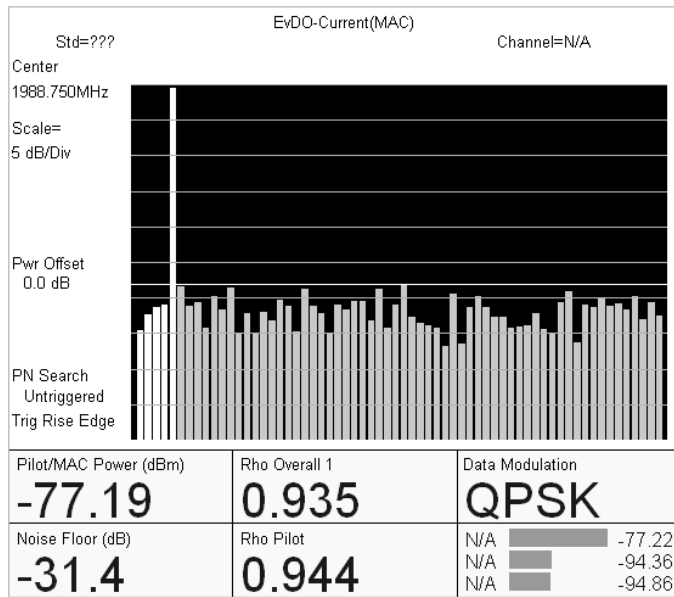 EvDO-Current(MAC)
Std=???
Channel=N/A
Center
1988.750MHz
Scale=
5 dB/Div
Pwr Offset
0.0 dB
PN Search
Untriggered
Trig Rise Edge
Pilot/MAC Power (dBm)
-77.19
Rho Overall 1
0.935
Data Modulation
QPSK
Noise Floor (dB)
-31.4
Rho Pilot
0.944
N/A -77.22
N/A -94.36
N/A -94.86